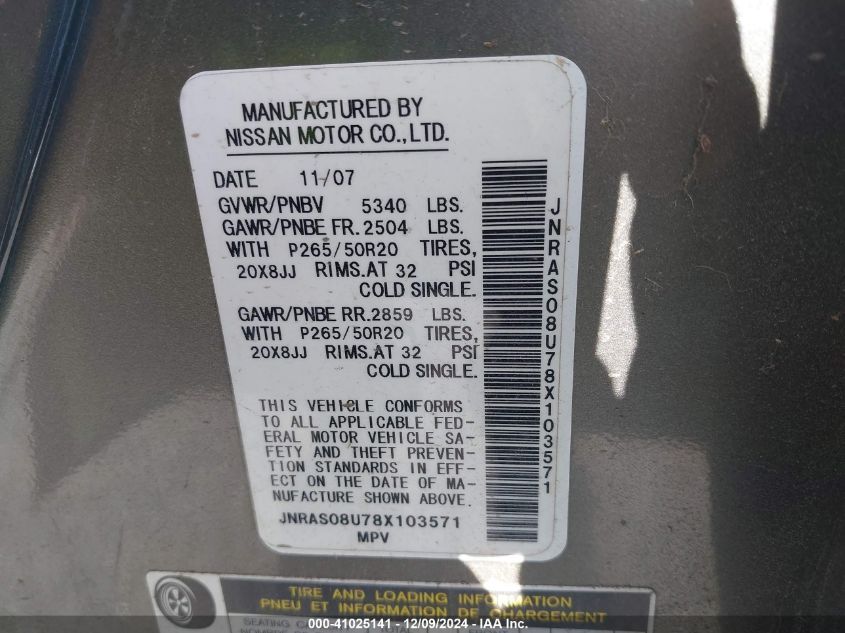 MANUFACTURED BY
NISSAN MOTOR CO.,LTD.
DATE 11/07
GVWR/PNBV 5340 LBS.
GAWR/PNBE FR.2504 LBS.
WITH P265/50R20 TIRES,
20X8JJ RIMS.AT 32 PSI
COLD SINGLE.
GAWR/PNBE RR.2859 LBS.
WITH P265/50R20 TIRES,
20X8JJ RIMS.AT 32 PSI
COLD SINGLE.
THIS VEHICLE CONFORMS
TO ALL APPLICABLE FED-
ERAL MOTOR VEHICLE SA-
FETY AND THEFT PREVEN-
TION STANDARDS IN EFF-
ECT ON THE DATE OF MA-
NUFACTURE SHOWN ABOVE.
JNRAS08U78X103571
MPV
JNRAS08U78X103571
TIRE AND LOADING INFORMATION
PNEU ET INFORMATION DE CHARGEMENT
SEATING
TOTAL
000-41025141 - 12/09/2024 - IAA Inc.